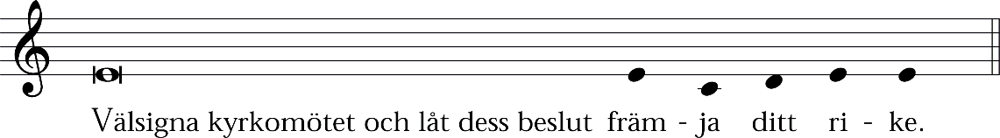 Välsigna kyrkomötet och låt dess beslut främ - ja ditt ri - ke.